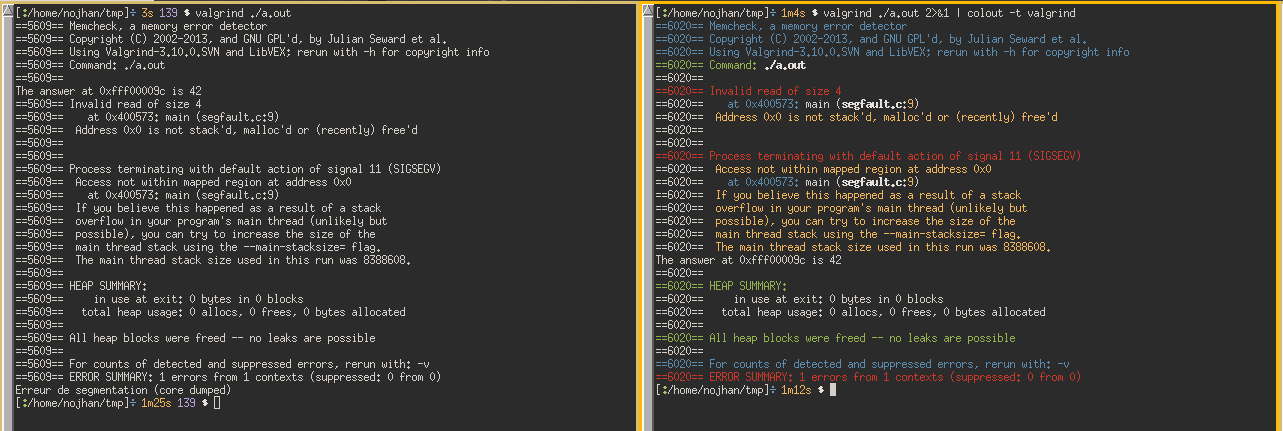 [:/home/nojhan/tmp]÷ 3s 139 $ valgrind ./a.out
==5609== Memcheck, a memory error detector
==5609== Copyright (C) 2002-2013, and GNU GPL'd, by Julian Seward et al.
==5609== Using Valgrind-3.10.0.SVN and LibVEX; rerun with -h for copyright info
==5609== Command: ./a.out
==5609==
The answer at 0xfff00009c is 42
==5609== Invalid read of size 4
==5609==    at 0x400573: main (segfault.c:9)
==5609==  Address 0x0 is not stack'd, malloc'd or (recently) free'd
==5609==
==5609==
==5609== Process terminating with default action of signal 11 (SIGSEGV)
==5609==  Access not within mapped region at address 0x0
==5609==    at 0x400573: main (segfault.c:9)
==5609==  If you believe this happened as a result of a stack
==5609==  overflow in your program's main thread (unlikely but
==5609==  possible), you can try to increase the size of the
==5609==  main thread stack using the --main-stacksize= flag.
==5609==  The main thread stack size used in this run was 8388608.
==5609==
==5609== HEAP SUMMARY:
==5609==     in use at exit: 0 bytes in 0 blocks
==5609==   total heap usage: 0 allocs, 0 frees, 0 bytes allocated
==5609==
==5609== All heap blocks were freed -- no leaks are possible
==5609==
==5609== For counts of detected and suppressed errors, rerun with: -v
==5609== ERROR SUMMARY: 1 errors from 1 contexts (suppressed: 0 from 0)
Erreur de segmentation (core dumped)
[:/home/nojhan/tmp]÷ 1m25s 139 $
[:/home/nojhan/tmp]÷ 1m4s $ valgrind ./a.out 2>&1 | colout -t valgrind
==6020== Memcheck, a memory error detector
==6020== Copyright (C) 2002-2013, and GNU GPL'd, by Julian Seward et al.
==6020== Using Valgrind-3.10.0.SVN and LibVEX; rerun with -h for copyright info
==6020== Command: ./a.out
==6020==
==6020== Invalid read of size 4
==6020==    at 0x400573: main (segfault.c:9)
==6020==  Address 0x0 is not stack'd, malloc'd or (recently) free'd
==6020==
==6020==
==6020== Process terminating with default action of signal 11 (SIGSEGV)
==6020==  Access not within mapped region at address 0x0
==6020==    at 0x400573: main (segfault.c:9)
==6020==  If you believe this happened as a result of a stack
==6020==  overflow in your program's main thread (unlikely but
==6020==  possible), you can try to increase the size of the
==6020==  main thread stack using the --main-stacksize= flag.
==6020==  The main thread stack size used in this run was 8388608.
The answer at 0xfff00009c is 42
==6020==
==6020== HEAP SUMMARY:
==6020==     in use at exit: 0 bytes in 0 blocks
==6020==   total heap usage: 0 allocs, 0 frees, 0 bytes allocated
==6020==
==6020== All heap blocks were freed -- no leaks are possible
==6020==
==6020== For counts of detected and suppressed errors, rerun with: -v
==6020== ERROR SUMMARY: 1 errors from 1 contexts (suppressed: 0 from 0)
[:/home/nojhan/tmp]÷ 1m12s $